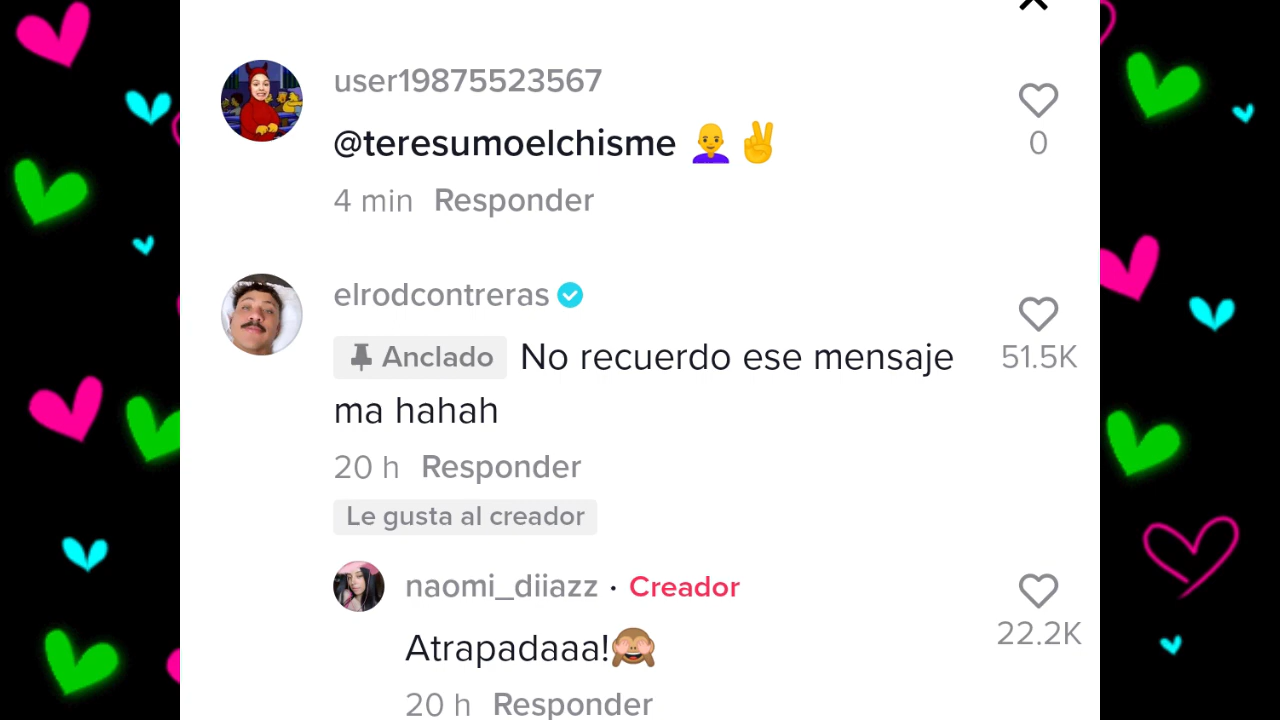 user19875523567
@teresumoelchisme 👩‍🦲✌️
0
4 min Responder
elrodcontreras
Anclado No recuerdo ese mensaje
51.5K
ma hahah
20 h Responder
Le gusta al creador
naomi_diiazz · Creador
22.2K
Atrapadaaa!🙈
20 h Responder